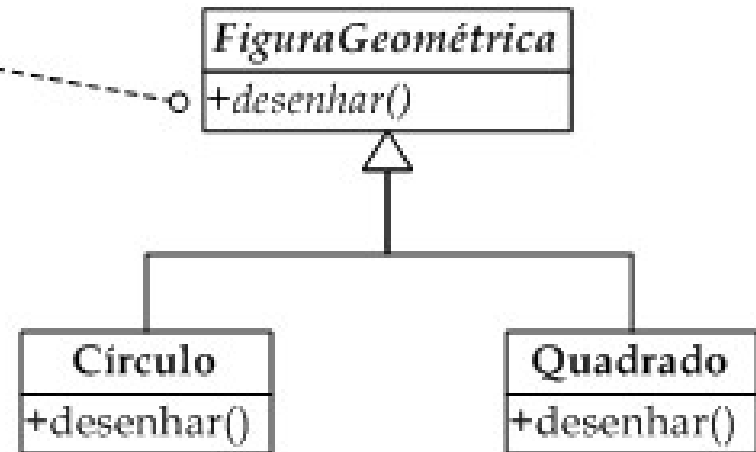 FiguraGeométrica
+desenhar()
Círculo
+desenhar()
Quadrado
+desenhar()